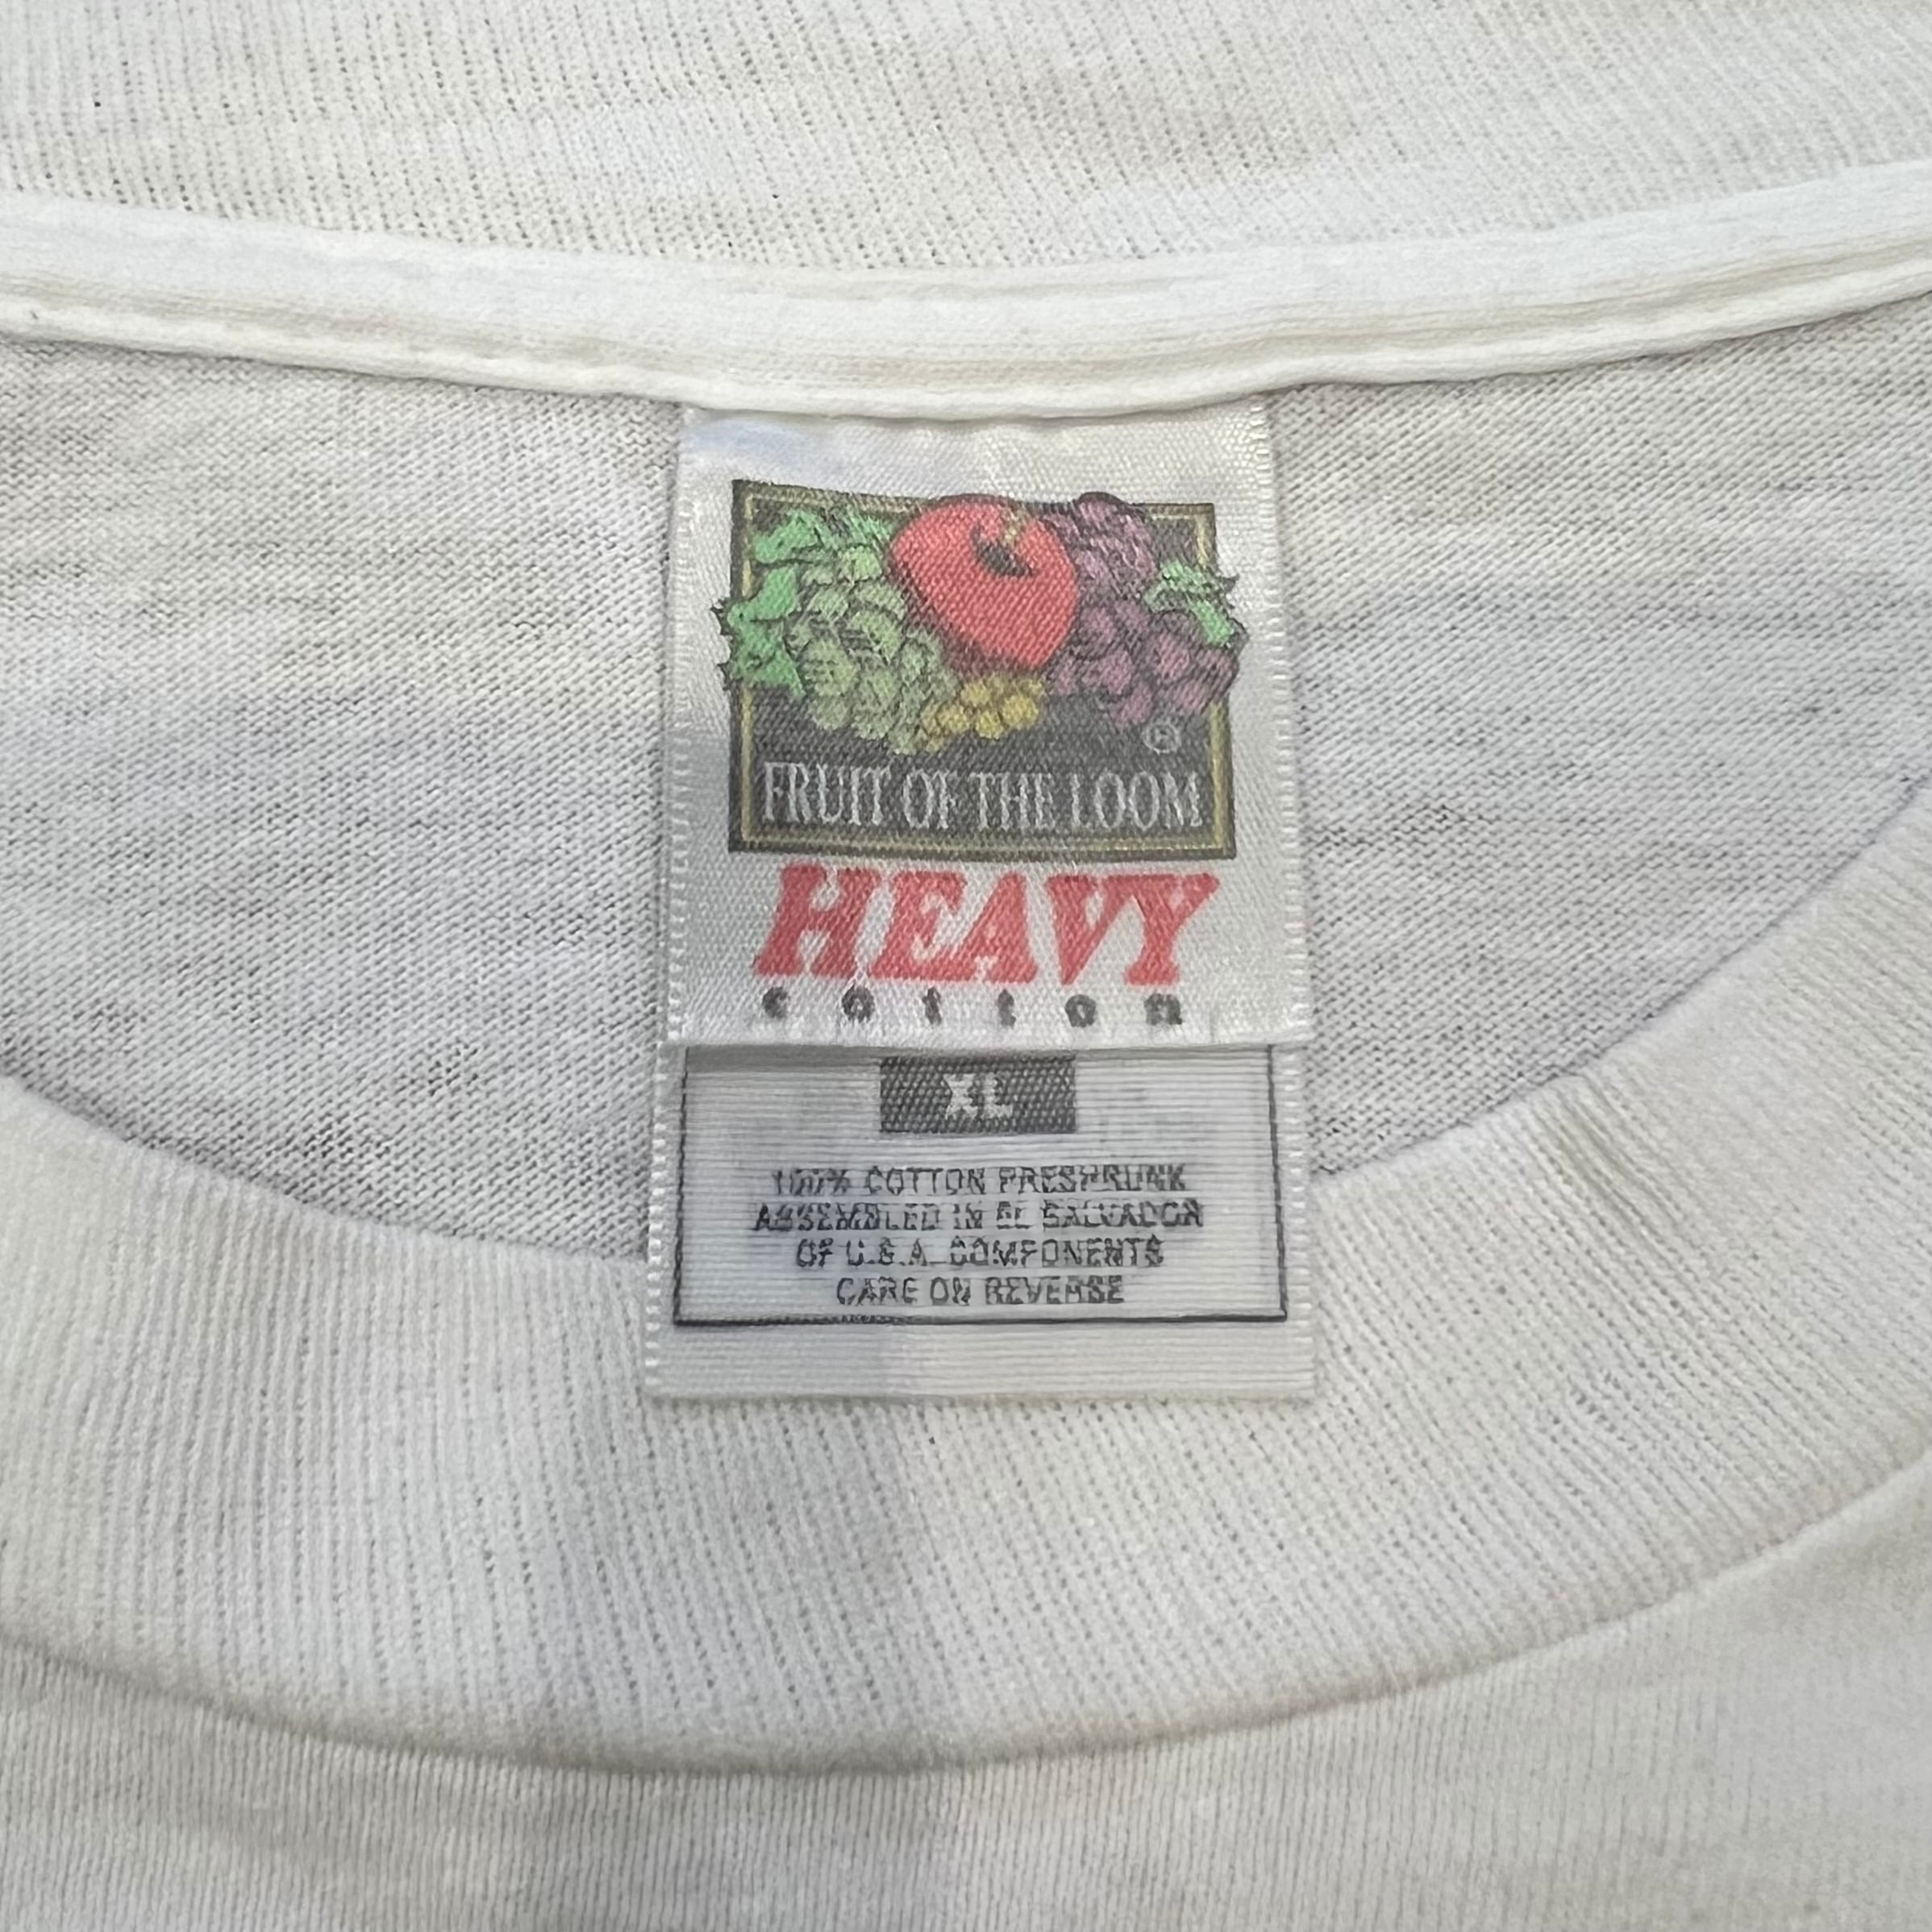 ®
FRUIT OF THE LOOM
HEAVY
cotton
XL
100% COTTON PRESHRUNK
ASSEMBLED IN EL SALVADOR
OF U.S.A. COMPONENTS
CARE ON REVERSE